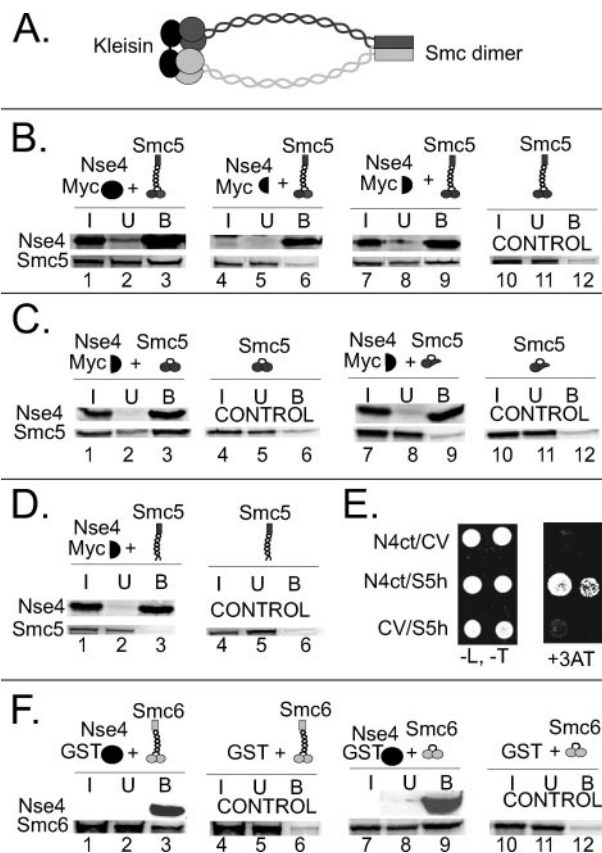 A.
Kleisin
Smc dimer
B.
Nse4 Smc5 Nse4 Smc5 Nse4 Smc5 Smc5
Myc + Myc + Myc +
I U B I U B I U B I U B
Nse4 CONTROL
Smc5
1 2 3 4 5 6 7 8 9 10 11 12
C.
Nse4 Smc5 Smc5 Nse4 Smc5 Smc5
Myc + Myc +
I U B I U B I U B I U B
Nse4 CONTROL CONTROL
Smc5
1 2 3 4 5 6 7 8 9 10 11 12
D.
Nse4 Smc5 Smc5
Myc +
I U B I U B
Nse4 CONTROL
Smc5
1 2 3 4 5 6
E.
N4ct/CV
N4ct/S5h
CV/S5h
-L, -T +3AT
F.
Nse4 Smc6 Smc6 Nse4 Smc6 Smc6
GST + GST + GST + GST +
I U B I U B I U B I U B
Nse4 CONTROL CONTROL
Smc6
1 2 3 4 5 6 7 8 9 10 11 12